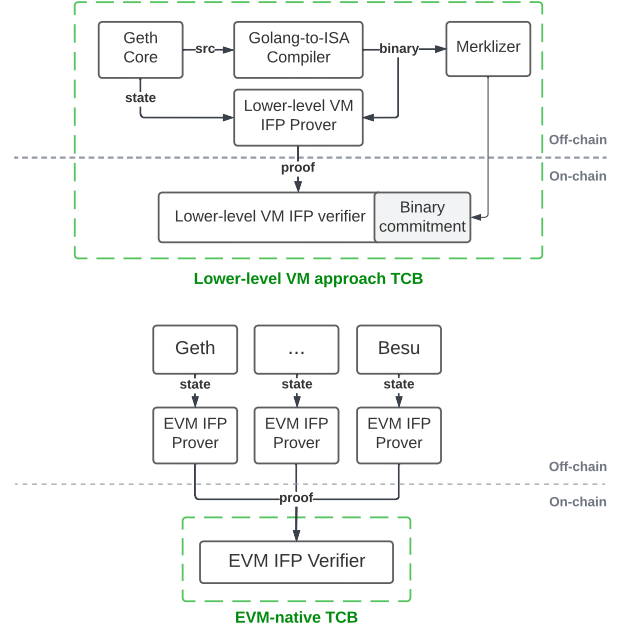 Geth
Core
src
Golang-to-ISA
Compiler
binary
Merklizer
state
Lower-level VM
IFP Prover
Off-chain
proof
On-chain
Lower-level VM IFP verifier
Binary
commitment
Lower-level VM approach TCB
Geth
...
Besu
state
state
state
EVM IFP
Prover
EVM IFP
Prover
EVM IFP
Prover
Off-chain
proof
On-chain
EVM IFP Verifier
EVM-native TCB